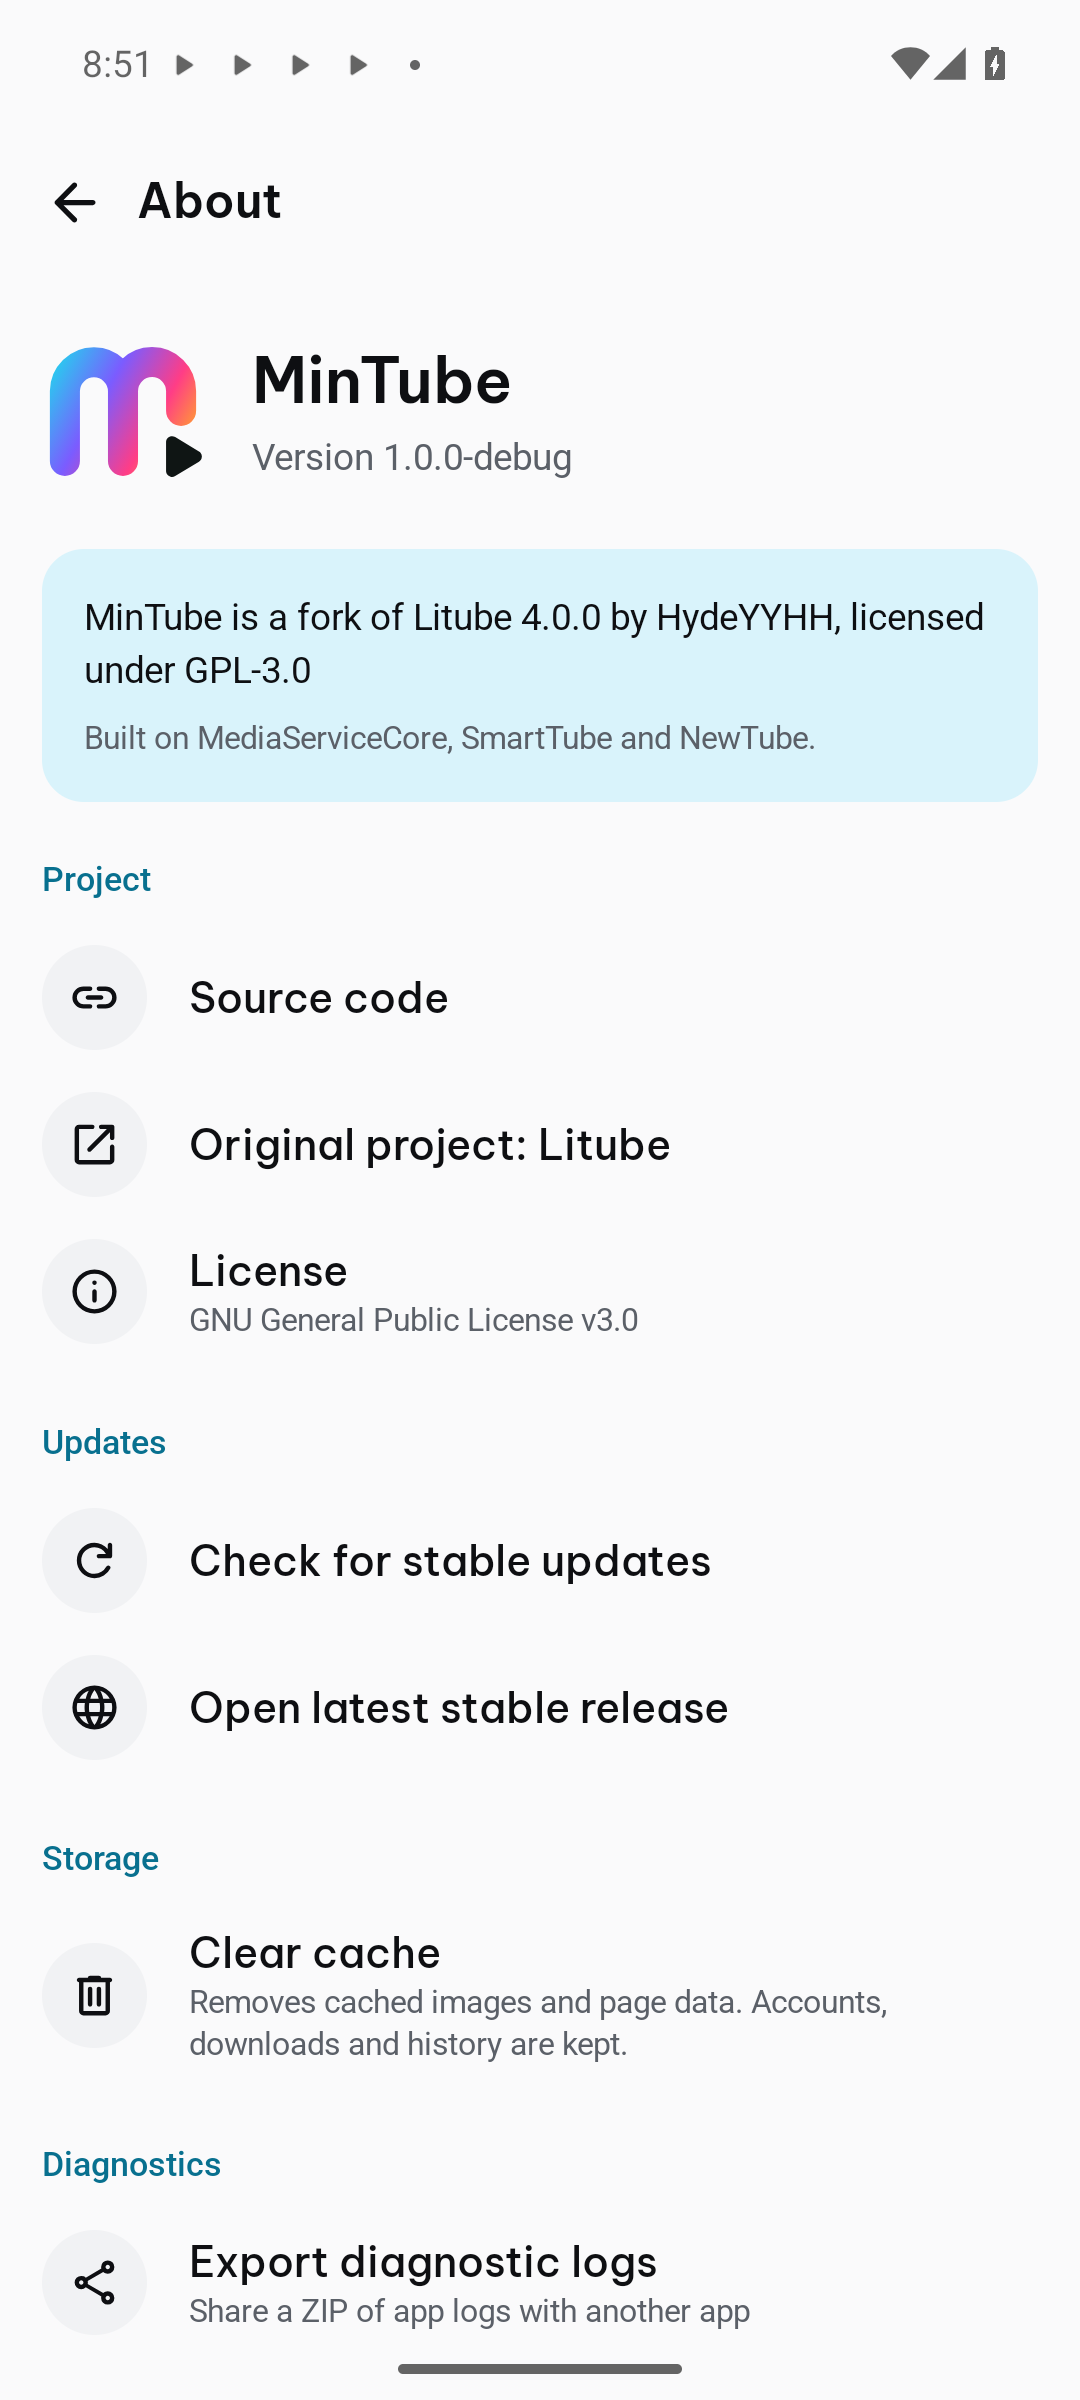 8:51
About
MinTube
Version 1.0.0-debug
MinTube is a fork of Litube 4.0.0 by HydeYYHH, licensed
under GPL-3.0
Built on MediaServiceCore, SmartTube and NewTube.
Project
Source code
Original project: Litube
License
GNU General Public License v3.0
Updates
Check for stable updates
Open latest stable release
Storage
Clear cache
Removes cached images and page data. Accounts,
downloads and history are kept.
Diagnostics
Export diagnostic logs
Share a ZIP of app logs with another app